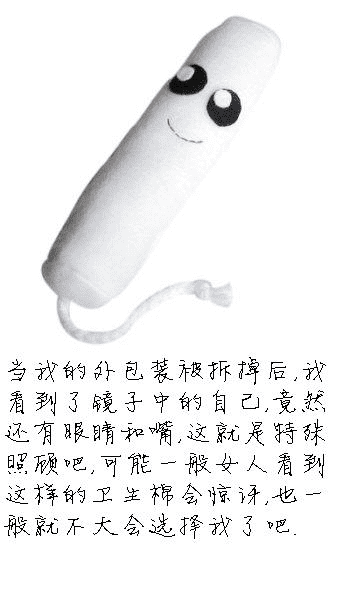 当我的外包装被拆掉后,我
看到了镜子中的自己,竟然
还有眼睛和嘴,这就是特殊
照顾吧,可能一般女人看到
这样的卫生棉会惊讶,也一
般就不大会选择我了吧.